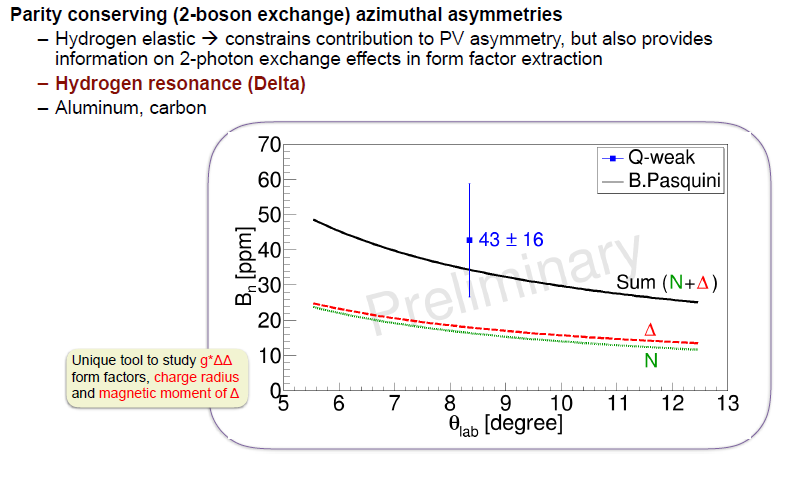 Parity conserving (2-boson exchange) azimuthal asymmetries
– Hydrogen elastic → constrains contribution to PV asymmetry, but also provides
information on 2-photon exchange effects in form factor extraction
– Hydrogen resonance (Delta)
– Aluminum, carbon
70
60
50
40
30
20
10
0
Bn [ppm]
Q-weak
B.Pasquini
43 ± 16
Preliminary
Sum (N+Δ)
Δ
N
Unique tool to study g*ΔΔ
form factors, charge radius
and magnetic moment of Δ
5 6 7 8 9 10 11 12 13
θlab [degree]